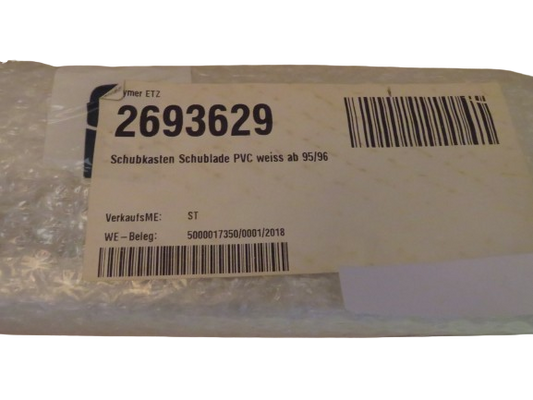 ymer ETZ
2693629
Schubkasten Schublade PVC weiss ab 95/96
VerkaufsME: ST
WE-Beleg: 5000017350/0001/2018